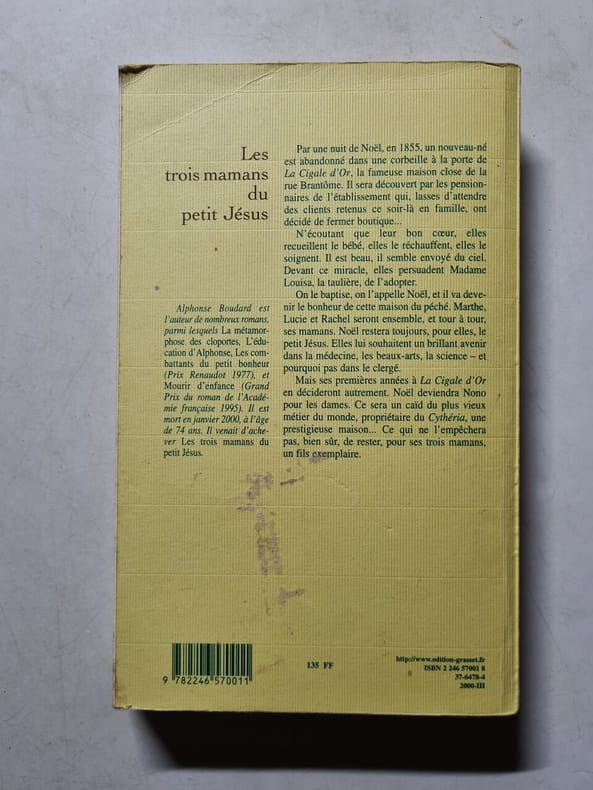 Les
trois mamans
du
petit Jésus
Par une nuit de Noël, en 1855, un nouveau-né
est abandonné dans une corbeille à la porte de
La Cigale d'Or, la fameuse maison close de la
rue Brantôme. Il sera découvert par les pension-
naires de l'établissement qui, lasses d'attendre
des clients retenus ce soir-là en famille, ont
décidé de fermer boutique...
N'écoutant que leur bon cœur, elles
recueillent le bébé, elles le réchauffent, elles le
soignent. Il est beau, il semble envoyé du ciel.
Devant ce miracle, elles persuadent Madame
Louisa, la taulière, de l'adopter.
On le baptise, on l'appelle Noël, et il va deve-
nir le bonheur de cette maison du péché. Marthe,
Lucie et Rachel seront ensemble, et tour à tour,
ses mamans. Noël restera toujours, pour elles, le
petit Jésus. Elles lui souhaitent un brillant avenir
dans la médecine, les beaux-arts, la science – et
pourquoi pas dans le clergé.
Mais ses premières années à La Cigale d'Or
en décideront autrement. Noël deviendra Nono
pour les dames. Ce sera un caïd du plus vieux
métier du monde, propriétaire du Cythéria, une
prestigieuse maison... Ce qui ne l'empêchera
pas, bien sûr, de rester, pour ses trois mamans,
un fils exemplaire.
Alphonse Boudard est
l'auteur de nombreux romans,
parmi lesquels La métamor-
phose des cloportes, L'édu-
cation d'Alphonse, Les com-
battants du petit bonheur
(Prix Renaudot 1977), et
Mourir d'enfance (Grand
Prix du roman de l'Acadé-
mie française 1995). Il est
mort en janvier 2000, à l'âge
de 74 ans. Il venait d'ache-
ver Les trois mamans du
petit Jésus.
9 782246 570011
135 FF
http://www.edition-grasset.fr
ISBN 2 246 57001 8
37-6478-4
2000-III